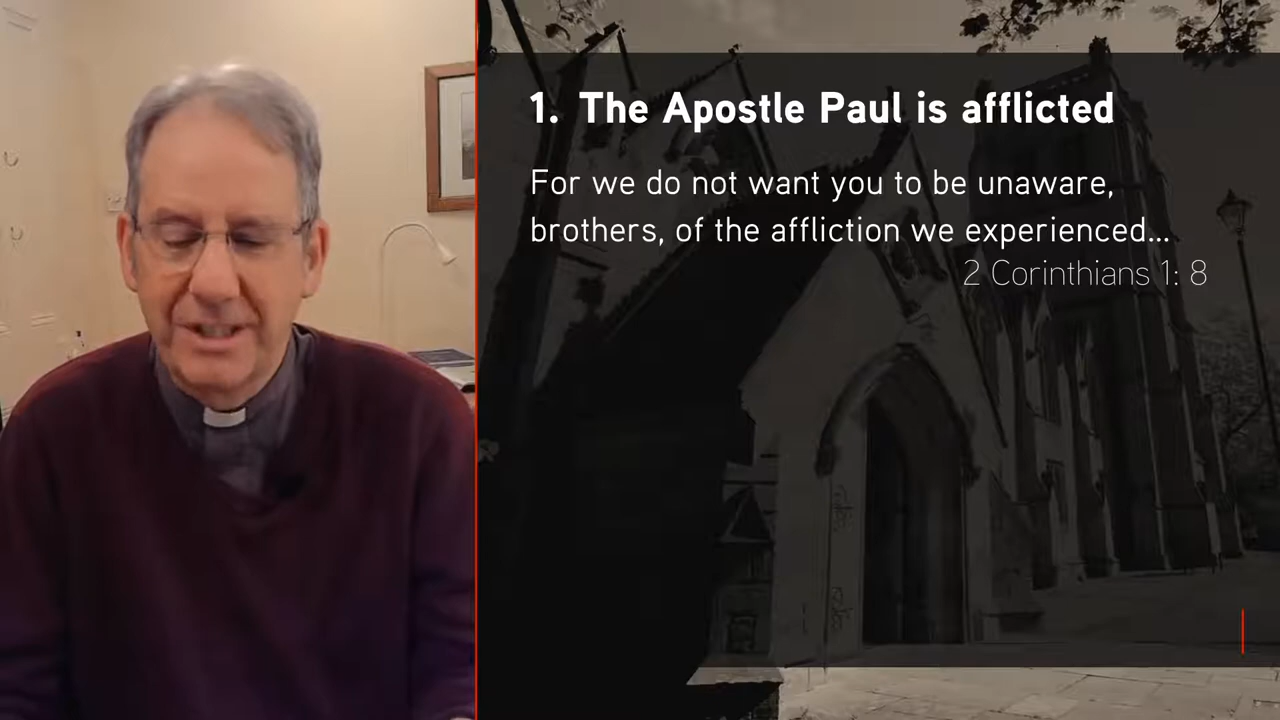 1. The Apostle Paul is afflicted
For we do not want you to be unaware,
brothers, of the affliction we experienced...
2 Corinthians 1: 8